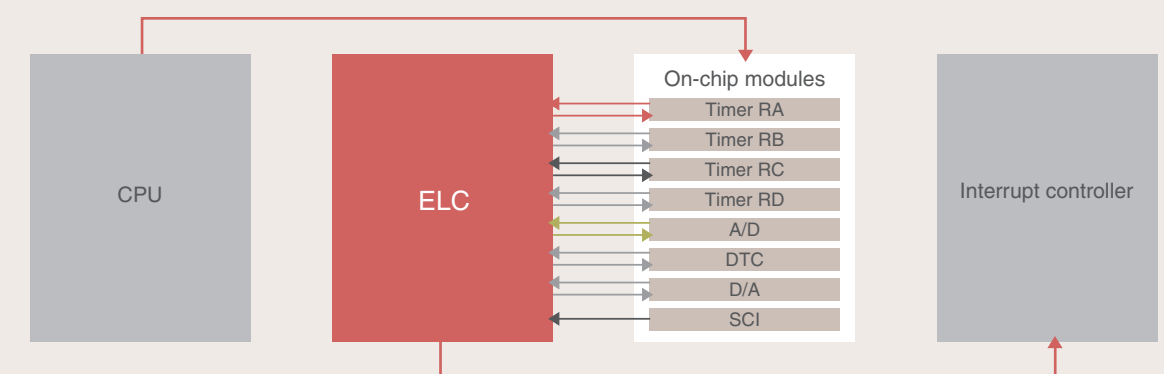 CPU
ELC
On-chip modules
Timer RA
Timer RB
Timer RC
Timer RD
A/D
DTC
D/A
SCI
Interrupt controller